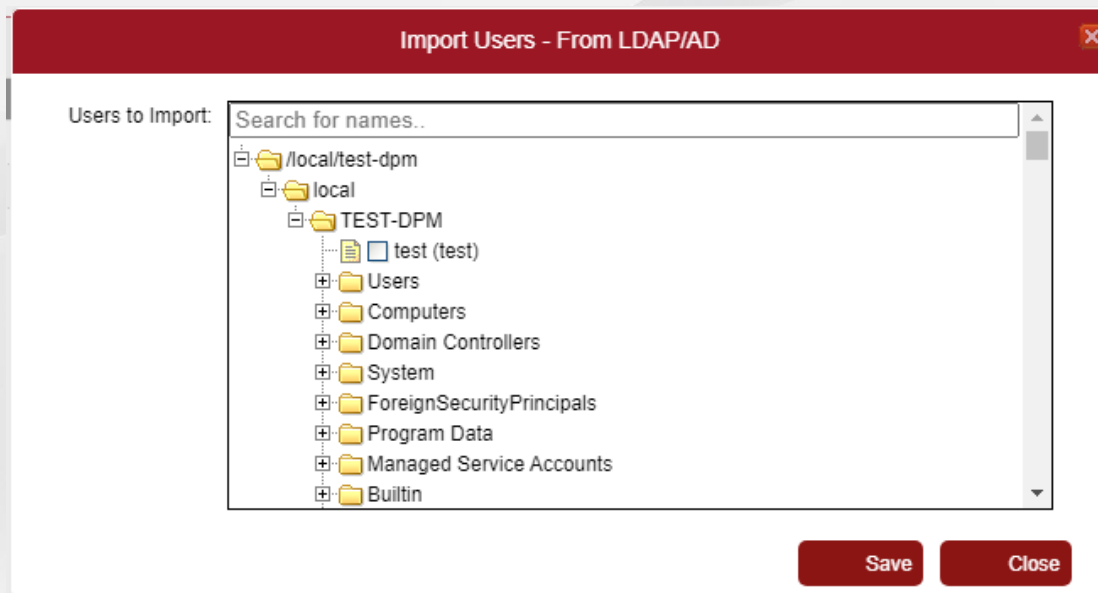 Import Users - From LDAP/AD
Users to Import:
Search for names..
/local/test-dpm
local
TEST-DPM
test (test)
Users
Computers
Domain Controllers
System
ForeignSecurityPrincipals
Program Data
Managed Service Accounts
Builtin
Save Close